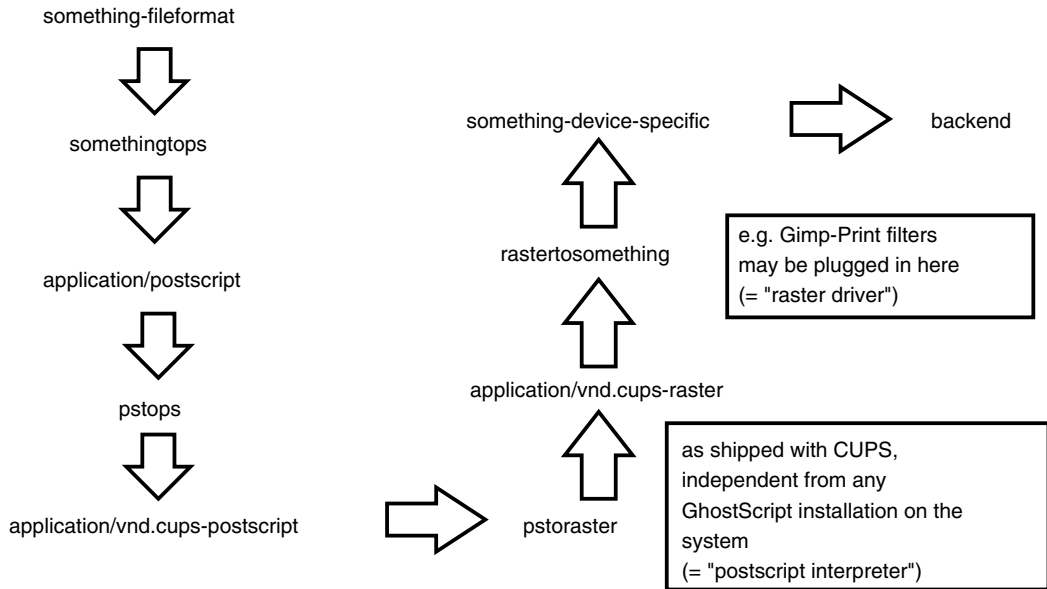 something-fileformat
somethingtops
application/postscript
pstops
application/vnd.cups-postscript
pstoraster
as shipped with CUPS,
independent from any
GhostScript installation on the
system
(= "postscript interpreter")
application/vnd.cups-raster
rastertosomething
e.g. Gimp-Print filters
may be plugged in here
(= "raster driver")
something-device-specific
backend